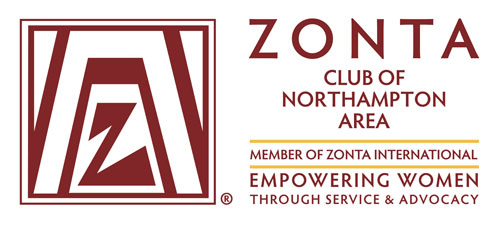 ZONTA
CLUB OF
NORTHAMPTON
AREA
MEMBER OF ZONTA INTERNATIONAL
EMPOWERING WOMEN
THROUGH SERVICE & ADVOCACY
Z
®